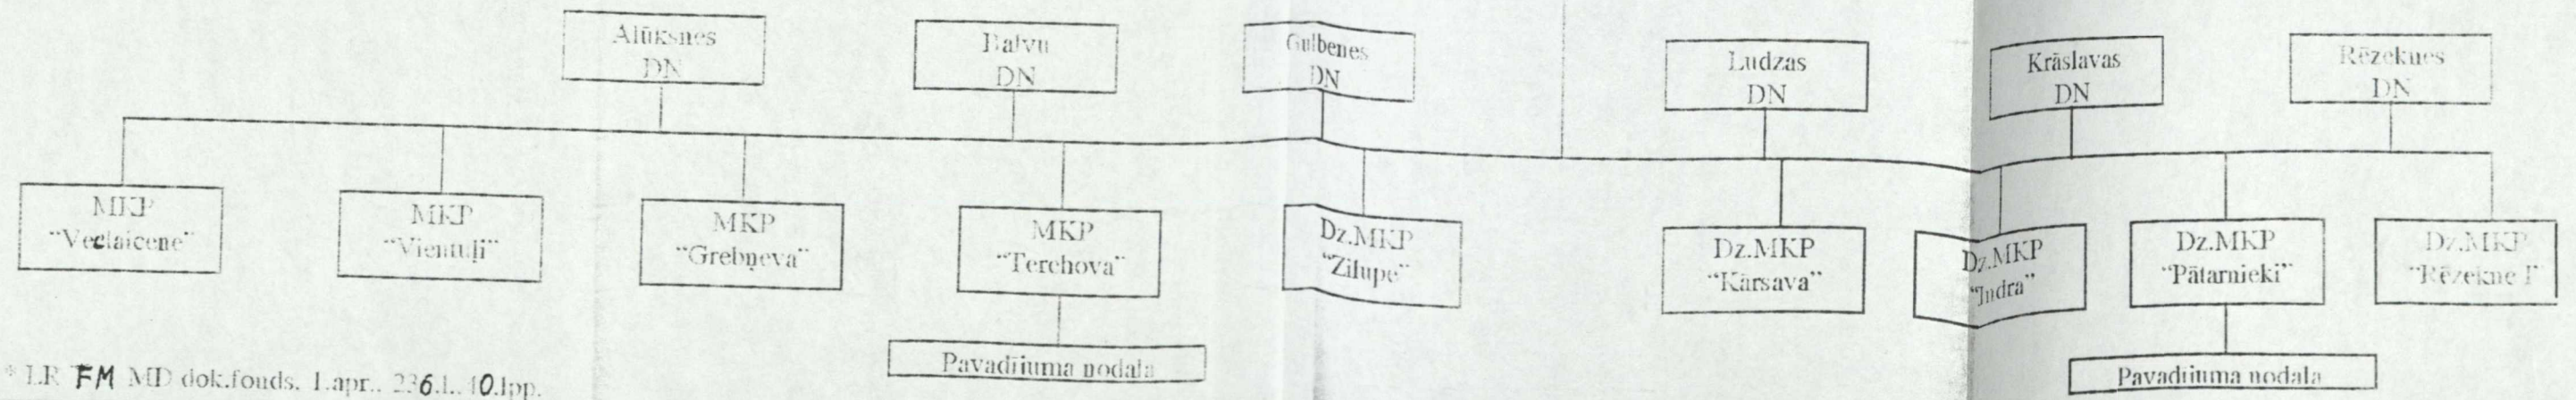 Alūksnes
DN
Balvu
DN
Gulbenes
DN
Ludzas
DN
Krāslavas
DN
Rēzeknes
DN
MKP
“Veclaicene”
MKP
“Vientuļi”
MKP
“Grebņeva”
MKP
“Terehova”
Dz.MKP
“Zilupe”
Dz.MKP
“Kārsava”
Dz.MKP
“Indra”
Dz.MKP
“Pātarnieki”
Dz.MKP
“Rēzekne I”
Pavadījuma nodaļa
Pavadījuma nodaļa
* LR FM MD dok.fonds. 1.apr.. 236.l.. 40.lpp.